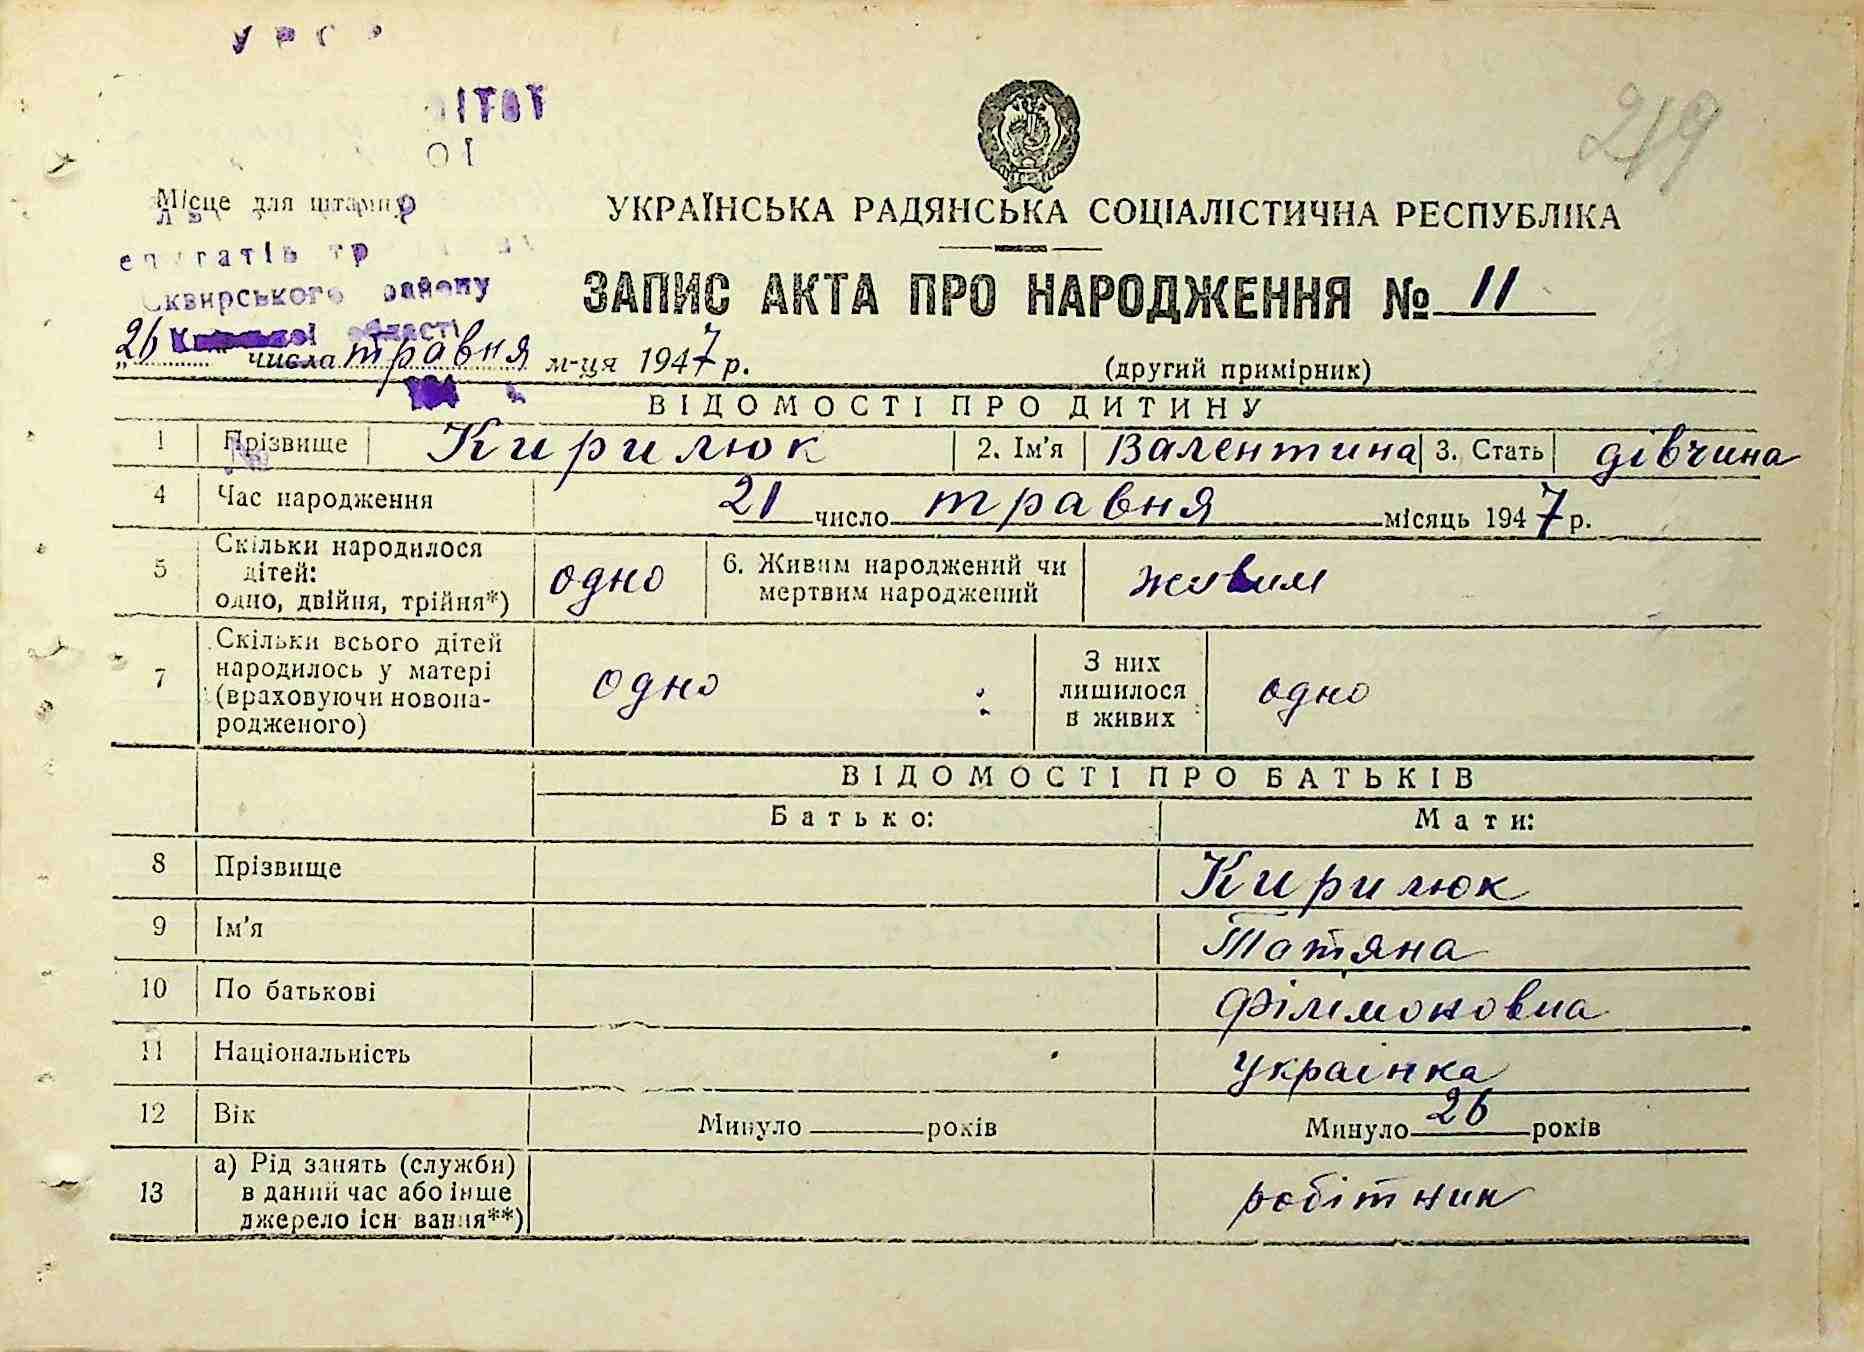 УРС
219
Місце для штампу
УКРАЇНСЬКА РАДЯНСЬКА СОЦІАЛІСТИЧНА РЕСПУБЛІКА
Сквирського району
області
ЗАПИС АКТА ПРО НАРОДЖЕННЯ № 11
„26" числа травня м-ця 1947 р.
(другий примірник)
ВІДОМОСТІ ПРО ДИТИНУ
1 Прізвище Кирилюк 2. Ім'я Валентина 3. Стать дівчина
4 Час народження 21 число травня місяць 1947 р.
5 Скільки народилося дітей: одно, двійня, трійня*) одно 6. Живим народжений чи мертвим народжений живим
7 Скільки всього дітей народилось у матері (враховуючи новонародженого) одно З них лишилося в живих одно
ВІДОМОСТІ ПРО БАТЬКІВ
Батько: Мати:
8 Прізвище Кирилюк
9 Ім'я Татяна
10 По батькові Філімоновна
11 Національність украінка
12 Вік Минуло років Минуло 26 років
13 а) Рід занять (служби) в даний час або інше джерело існування**) робітник